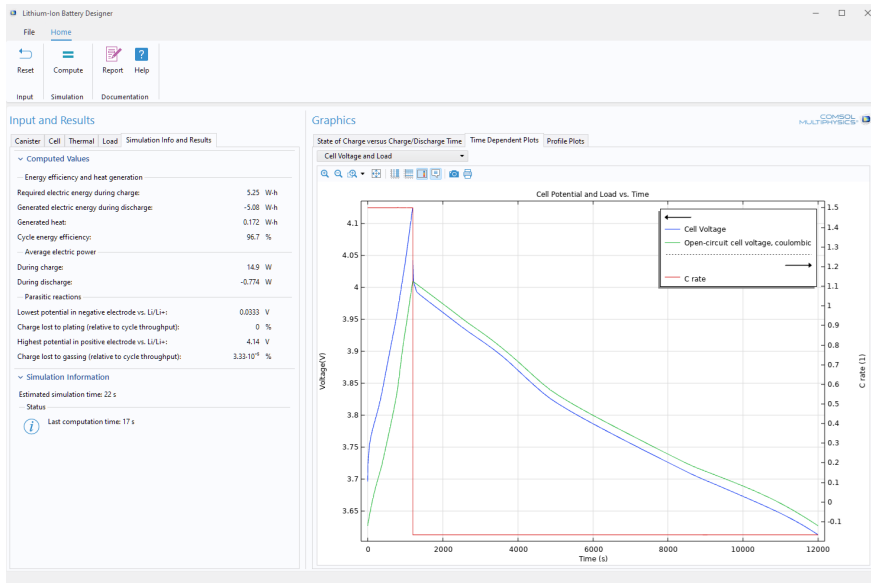 Lithium-Ion Battery Designer
File Home
Reset Compute Report Help
Input Simulation Documentation
Input and Results
Canister Cell Thermal Load Simulation Info and Results
Computed Values
Energy efficiency and heat generation
Required electric energy during charge: 5.25 W·h
Generated electric energy during discharge: -5.08 W·h
Generated heat: 0.172 W·h
Cycle energy efficiency: 96.7 %
Average electric power
During charge: 14.9 W
During discharge: -0.774 W
Parasitic reactions
Lowest potential in negative electrode vs. Li/Li+: 0.0333 V
Charge lost to plating (relative to cycle throughput): 0 %
Highest potential in positive electrode vs. Li/Li+: 4.14 V
Charge lost to gassing (relative to cycle throughput): %
Simulation Information
Estimated simulation time: 22 s
Status
i Last computation time: 17 s
Graphics
COMSOL
MULTIPHYSICS®
State of Charge versus Charge/Discharge Time Time Dependent Plots Profile Plots
Cell Voltage and Load
Cell Potential and Load vs. Time
Cell Voltage
Open-circuit cell voltage, coulombic
C rate
Voltage(V)
4.1
4.05
4
3.95
3.9
3.85
3.8
3.75
3.7
3.65
1.5
1.4
1.3
1.2
1.1
1
0.9
0.8
0.7
0.6
0.5
0.4
0.3
0.2
0.1
0
-0.1
C rate (1)
0 2000 4000 6000 8000 10000 12000
Time (s)